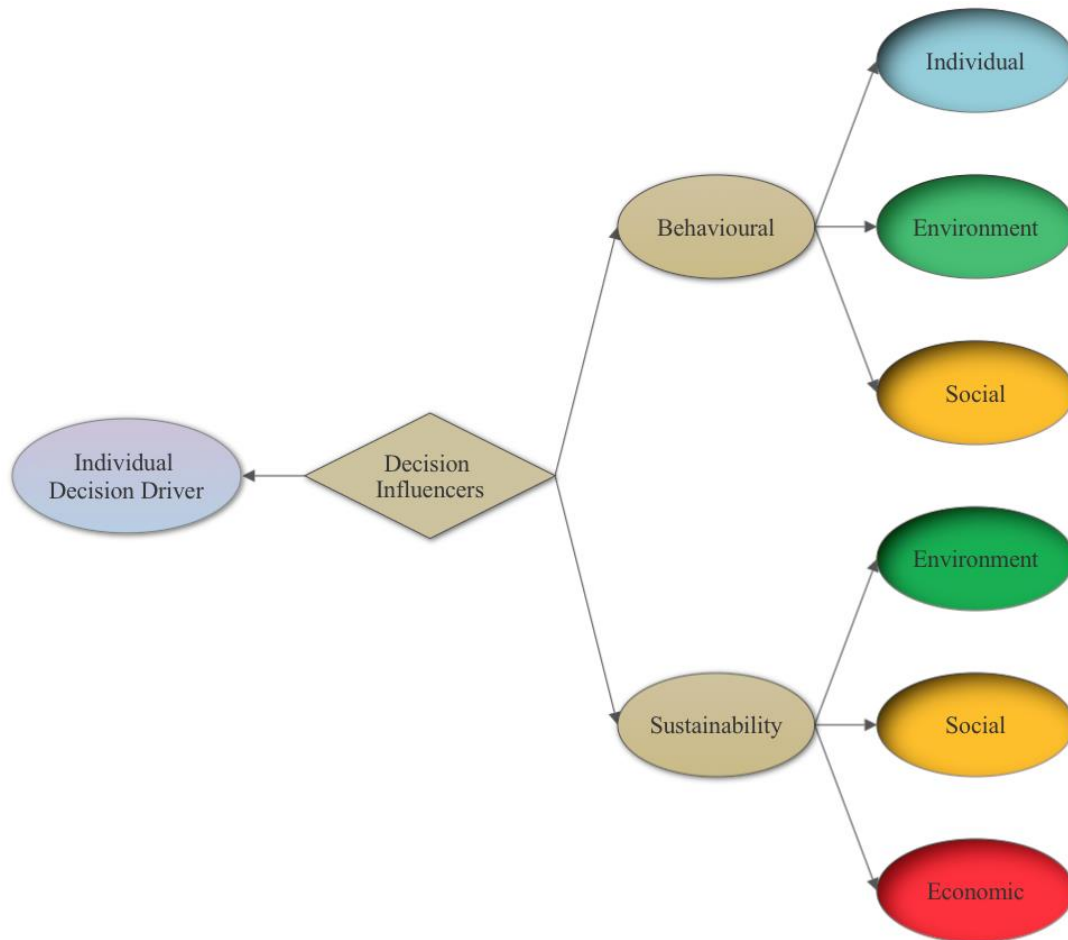 Individual
Environment
Behavioural
Social
Individual
Decision Driver
Decision
Influencers
Environment
Sustainability
Social
Economic